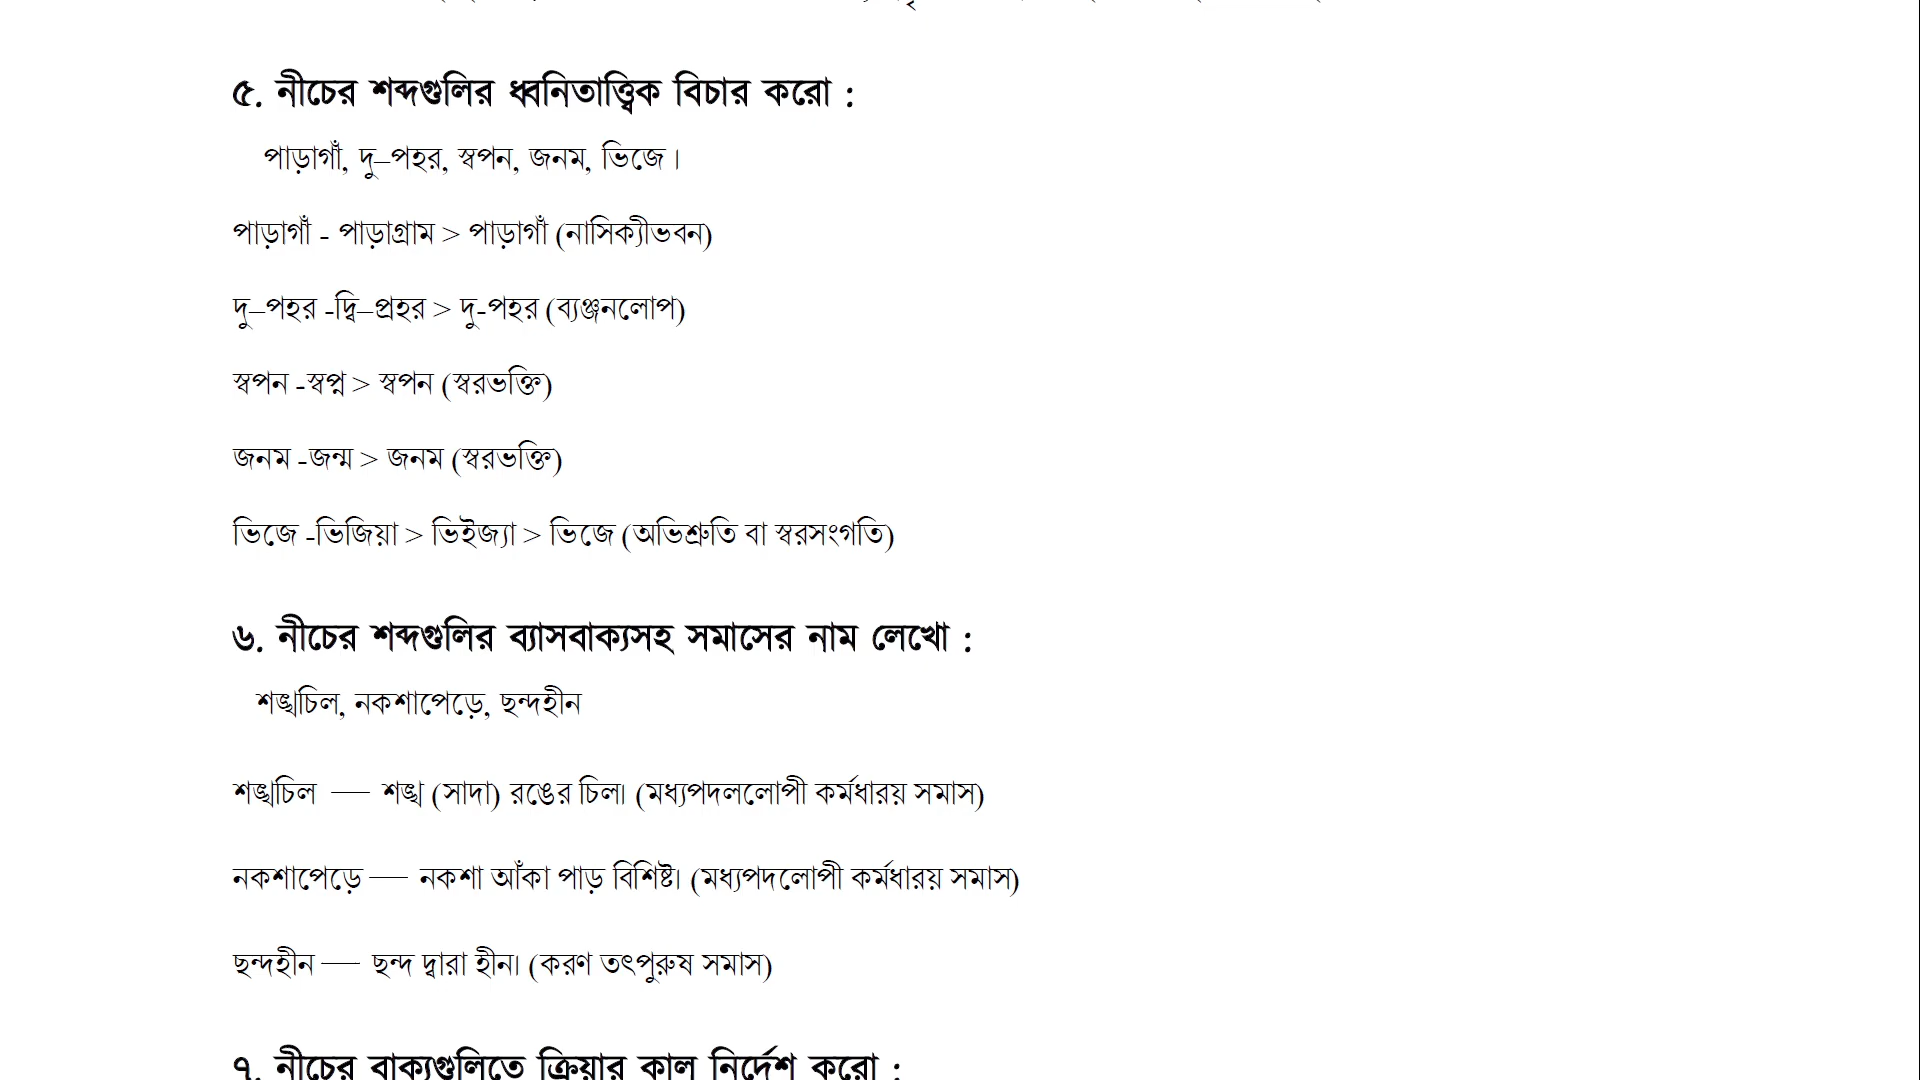 ৫. নীচের শব্দগুলির ধ্বনিতাত্ত্বিক বিচার করো :
পাড়াগাঁ, দু–পহর, স্বপন, জনম, ভিজে।
পাড়াগাঁ - পাড়াগ্রাম > পাড়াগাঁ (নাসিক্যীভবন)
দু–পহর -দ্বি–প্রহর > দু-পহর (ব্যঞ্জনলোপ)
স্বপন -স্বপ্ন > স্বপন (স্বরভক্তি)
জনম -জন্ম > জনম (স্বরভক্তি)
ভিজে -ভিজিয়া > ভিইজ্যা > ভিজে (অভিশ্রুতি বা স্বরসংগতি)
৬. নীচের শব্দগুলির ব্যাসবাক্যসহ সমাসের নাম লেখো :
শঙ্খচিল, নকশাপেড়ে, ছন্দহীন
শঙ্খচিল — শঙ্খ (সাদা) রঙের চিল। (মধ্যপদললোপী কর্মধারয় সমাস)
নকশাপেড়ে — নকশা আঁকা পাড় বিশিষ্ট। (মধ্যপদলোপী কর্মধারয় সমাস)
ছন্দহীন — ছন্দ দ্বারা হীন। (করণ তৎপুরুষ সমাস)
৭. নীচের বাক্যগুলিতে ক্রিয়ার কাল নির্দেশ করো :